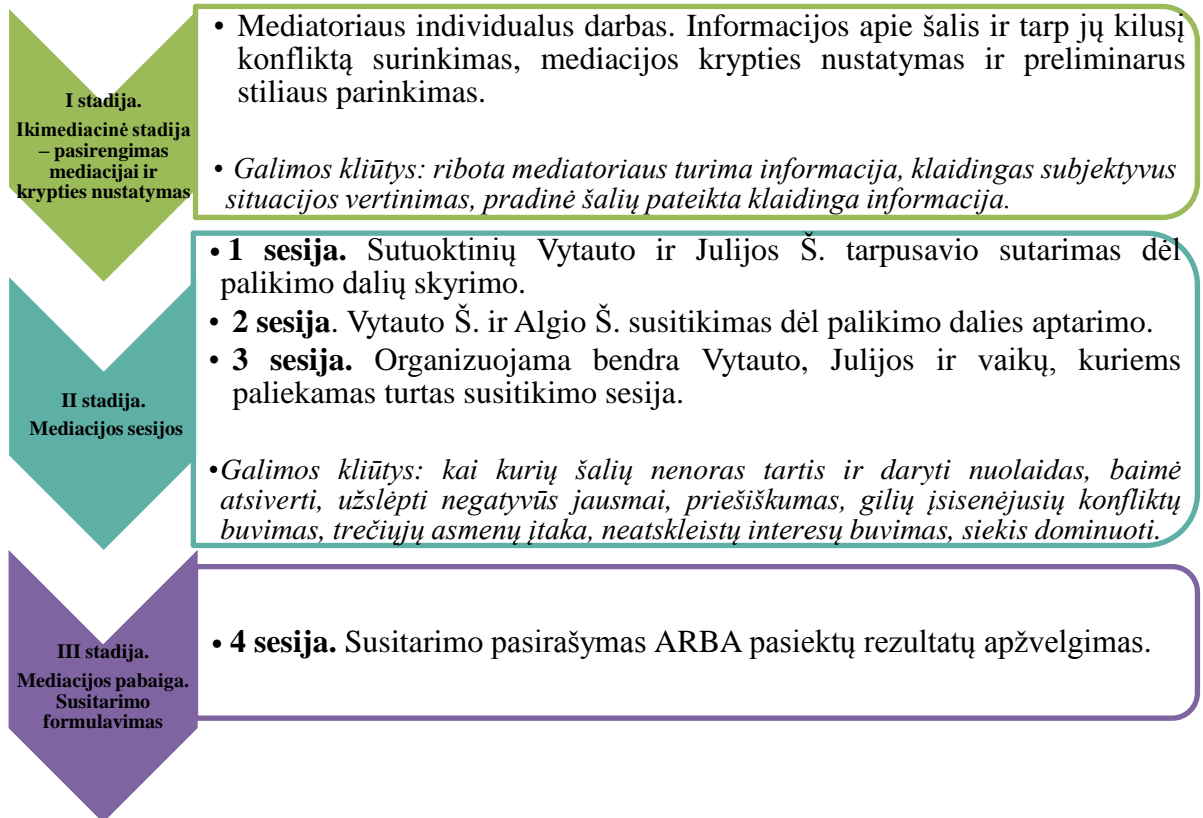 I stadija.
Ikimediacinė stadija
– pasirengimas
mediacijai ir
krypties nustatymas
• Mediatoriaus individualus darbas. Informacijos apie šalis ir tarp jų kilusį
konfliktą surinkimas, mediacijos krypties nustatymas ir preliminarus
stiliaus parinkimas.
• Galimos kliūtys: ribota mediatoriaus turima informacija, klaidingas subjektyvus
situacijos vertinimas, pradinė šalių pateikta klaidinga informacija.
II stadija.
Mediacijos sesijos
• 1 sesija. Sutuoktinių Vytauto ir Julijos Š. tarpusavio sutarimas dėl
palikimo dalių skyrimo.
• 2 sesija. Vytauto Š. ir Algio Š. susitikimas dėl palikimo dalies aptarimo.
• 3 sesija. Organizuojama bendra Vytauto, Julijos ir vaikų, kuriems
paliekamas turtas susitikimo sesija.
•Galimos kliūtys: kai kurių šalių nenoras tartis ir daryti nuolaidas, baimė
atsiverti, užslėpti negatyvūs jausmai, priešiškumas, gilių įsisenėjusių konfliktų
buvimas, trečiųjų asmenų įtaka, neatskleistų interesų buvimas, siekis dominuoti.
III stadija.
Mediacijos pabaiga.
Susitarimo
formulavimas
• 4 sesija. Susitarimo pasirašymas ARBA pasiektų rezultatų apžvelgimas.